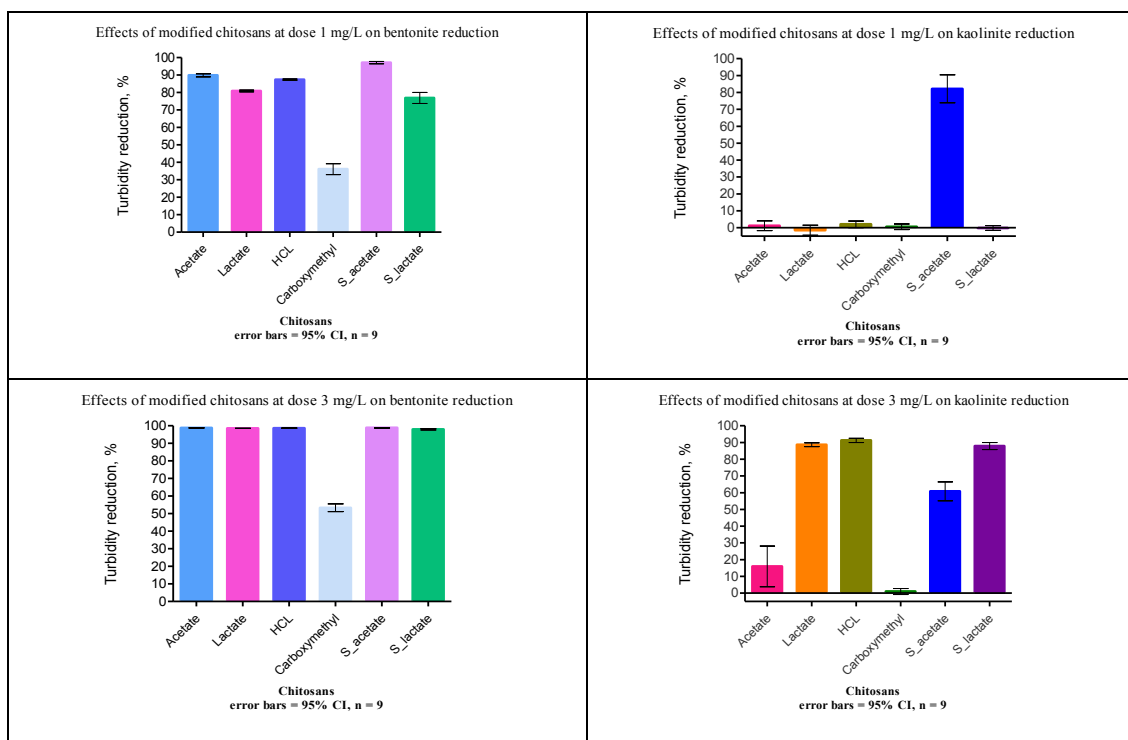 Effects of modified chitosans at dose 1 mg/L on bentonite reduction
Turbidity reduction, %
100
90
80
70
60
50
40
30
20
10
0
Acetate
Lactate
HCL
Carboxymethyl
S_acetate
S_lactate
Chitosans
error bars = 95% CI, n = 9
Effects of modified chitosans at dose 1 mg/L on kaolinite reduction
Turbidity reduction, %
100
90
80
70
60
50
40
30
20
10
0
Acetate
Lactate
HCL
Carboxymethyl
S_acetate
S_lactate
Chitosans
error bars = 95% CI, n = 9
Effects of modified chitosans at dose 3 mg/L on bentonite reduction
Turbidity reduction, %
100
90
80
70
60
50
40
30
20
10
0
Acetate
Lactate
HCL
Carboxymethyl
S_acetate
S_lactate
Chitosans
error bars = 95% CI, n = 9
Effects of modified chitosans at dose 3 mg/L on kaolinite reduction
Turbidity reduction, %
100
90
80
70
60
50
40
30
20
10
0
Acetate
Lactate
HCL
Carboxymethyl
S_acetate
S_lactate
Chitosans
error bars = 95% CI, n = 9